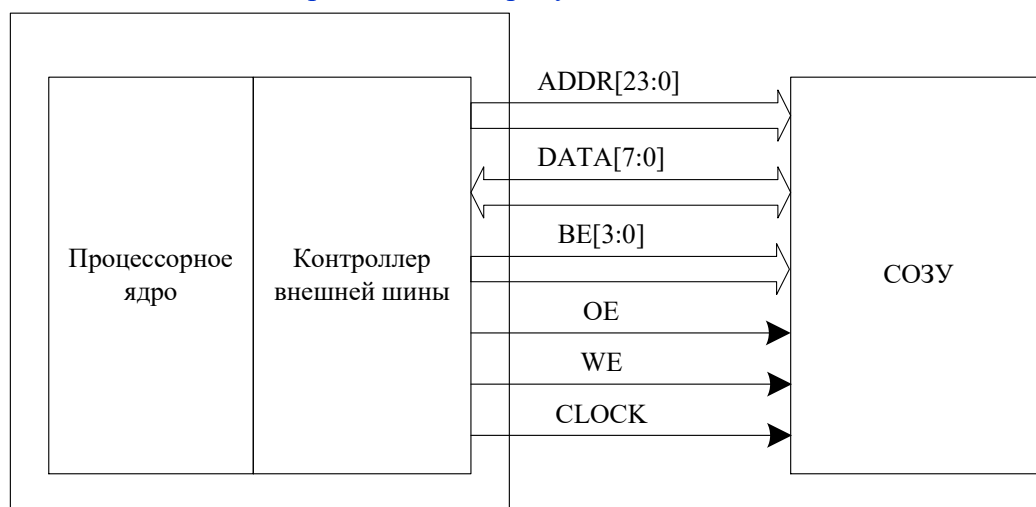 ADDR[23:0]
DATA[7:0]
BE[3:0]
Процессорное
ядро
Контроллер
внешней шины
СОЗУ
OE
WE
CLOCK